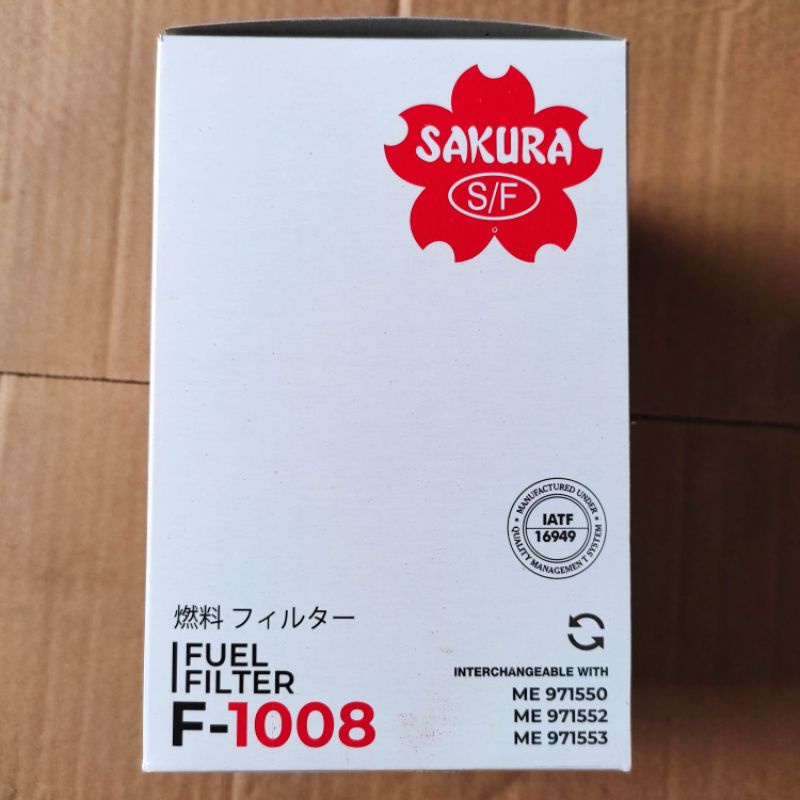 SAKURA
S/F
MANUFACTURED UNDER
IATF
16949
QUALITY MANAGEMENT SYSTEM
燃料 フィルター
FUEL
FILTER
F-1008
INTERCHANGEABLE WITH
ME 971550
ME 971552
ME 971553